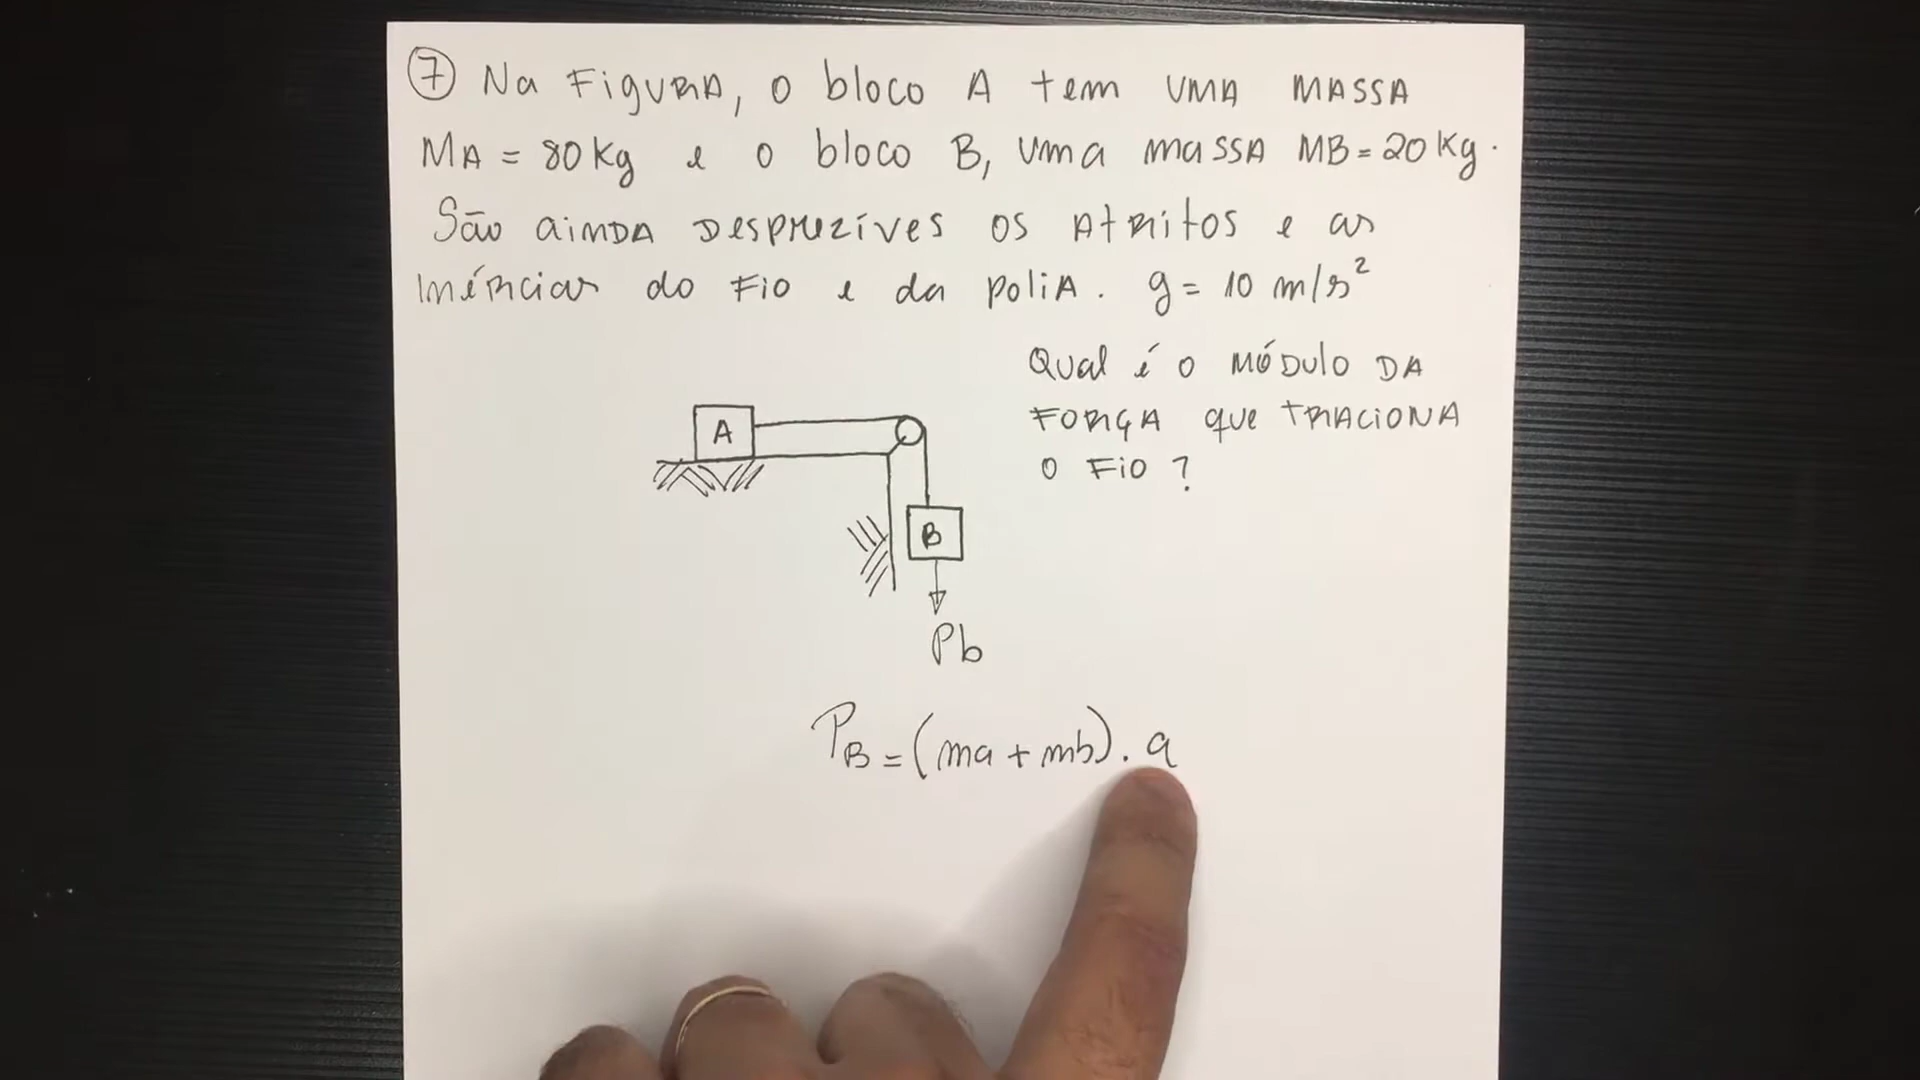 7 Na FiguRA, o bloco A tem UMA MASSA
MA = 80 kg e o bloco B, uma massA MB = 20 kg.
São aiNDA DespRezíves os AtRitos e as
inércias do Fio e da poliA. g = 10 m/s²
Qual é o MÓDULO DA
FORÇA que tRACIONA
o Fio ?
A
B
Pb
PB = (ma + mb) . a